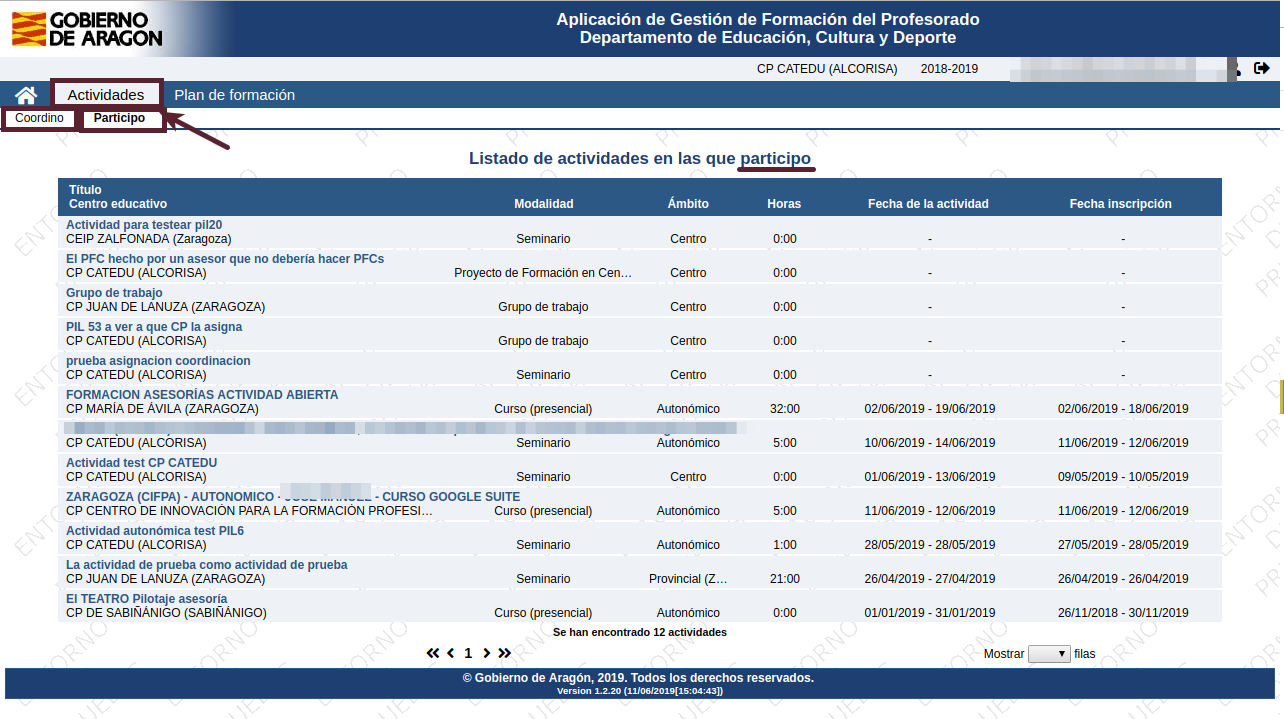 GOBIERNO
DE ARAGON
Aplicación de Gestión de Formación del Profesorado
Departamento de Educación, Cultura y Deporte
CP CATEDU (ALCORISA) 2018-2019
Actividades Plan de formación
Coordino Participo
Listado de actividades en las que participo
Título
Centro educativo Modalidad Ámbito Horas Fecha de la actividad Fecha inscripción
Actividad para testear pil20
CEIP ZALFONADA (Zaragoza) Seminario Centro 0:00 - -
El PFC hecho por un asesor que no debería hacer PFCs
CP CATEDU (ALCORISA) Proyecto de Formación en Cen… Centro 0:00 - -
Grupo de trabajo
CP JUAN DE LANUZA (ZARAGOZA) Grupo de trabajo Centro 0:00 - -
PIL 53 a ver a que CP la asigna
CP CATEDU (ALCORISA) Grupo de trabajo Centro 0:00 - -
prueba asignacion coordinacion
CP CATEDU (ALCORISA) Seminario Centro 0:00 - -
FORMACION ASESORÍAS ACTIVIDAD ABIERTA
CP MARÍA DE ÁVILA (ZARAGOZA) Curso (presencial) Autonómico 32:00 02/06/2019 - 19/06/2019 02/06/2019 - 18/06/2019
CP CATEDU (ALCORISA) Seminario Autonómico 5:00 10/06/2019 - 14/06/2019 11/06/2019 - 12/06/2019
Actividad test CP CATEDU
CP CATEDU (ALCORISA) Seminario Centro 0:00 01/06/2019 - 13/06/2019 09/05/2019 - 10/05/2019
ZARAGOZA (CIFPA) - AUTONOMICO - - CURSO GOOGLE SUITE
CP CENTRO DE INNOVACIÓN PARA LA FORMACIÓN PROFESI… Curso (presencial) Autonómico 5:00 11/06/2019 - 12/06/2019 11/06/2019 - 12/06/2019
Actividad autonómica test PIL6
CP CATEDU (ALCORISA) Seminario Autonómico 1:00 28/05/2019 - 28/05/2019 27/05/2019 - 28/05/2019
La actividad de prueba como actividad de prueba
CP JUAN DE LANUZA (ZARAGOZA) Seminario Provincial (Z… 21:00 26/04/2019 - 27/04/2019 26/04/2019 - 26/04/2019
El TEATRO Pilotaje asesoría
CP DE SABIÑÁNIGO (SABIÑÁNIGO) Curso (presencial) Autonómico 0:00 01/01/2019 - 31/01/2019 26/11/2018 - 30/11/2019
Se han encontrado 12 actividades
1 Mostrar filas
© Gobierno de Aragón, 2019. Todos los derechos reservados.
Version 1.2.20 (11/06/2019[15:04:43])